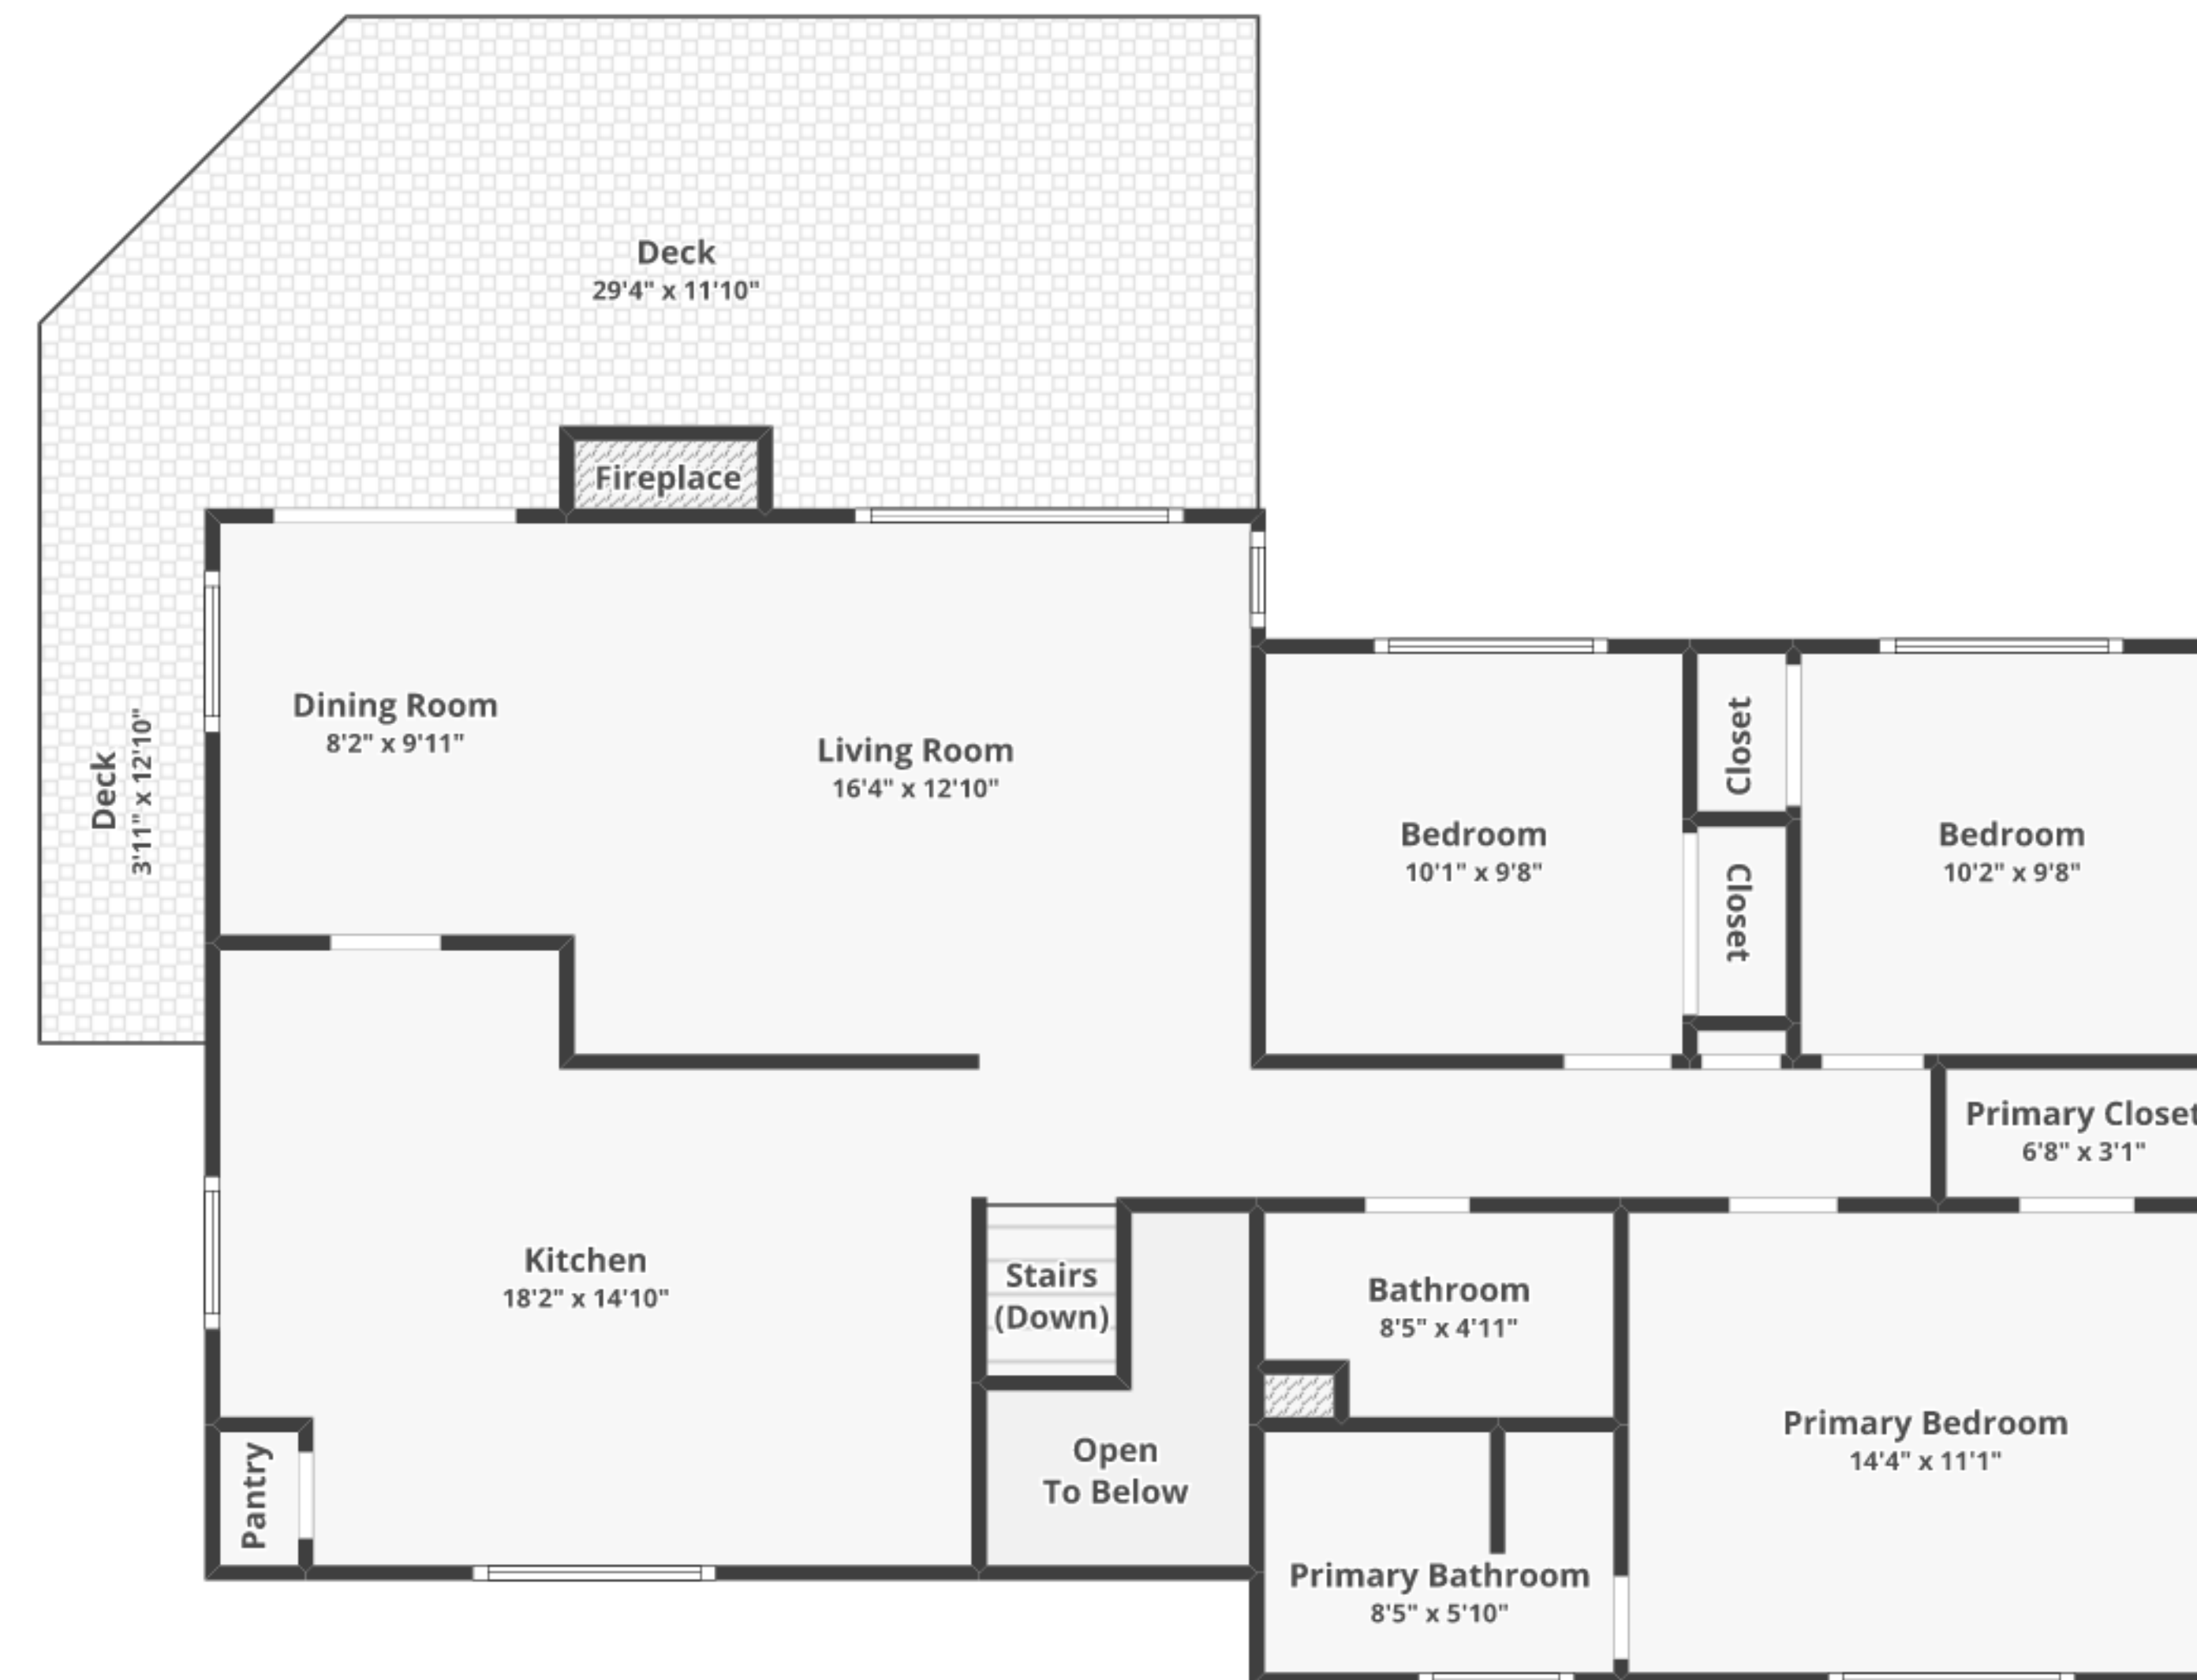 Deck
29'4" x 11'10"
Fireplace
Dining Room
8'2" x 9'11"
Living Room
16'4" x 12'10"
Deck
3'11" x 12'10"
Closet
Closet
Bedroom
10'1" x 9'8"
Bedroom
10'2" x 9'8"
Primary Closet
6'8" x 3'1"
Kitchen
18'2" x 14'10"
Stairs
(Down)
Bathroom
8'5" x 4'11"
Primary Bedroom
14'4" x 11'1"
Open
To Below
Pantry
Primary Bathroom
8'5" x 5'10"